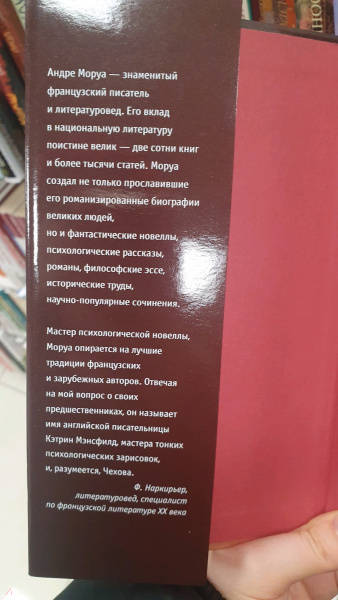 Андре Моруа — знаменитый
французский писатель
и литературовед. Его вклад
в национальную литературу
поистине велик — две сотни книг
и более тысячи статей. Моруа
создал не только прославившие
его романизированные биографии
великих людей,
но и фантастические новеллы,
психологические рассказы,
романы, философские эссе,
исторические труды,
научно-популярные сочинения.
Мастер психологической новеллы,
Моруа опирается на лучшие
традиции французских
и зарубежных авторов. Отвечая
на мой вопрос о своих
предшественниках, он называет
имя английской писательницы
Кэтрин Мэнсфилд, мастера тонких
психологических зарисовок,
и, разумеется, Чехова.
Ф. Наркирьер,
литературовед, специалист
по французской литературе XX века